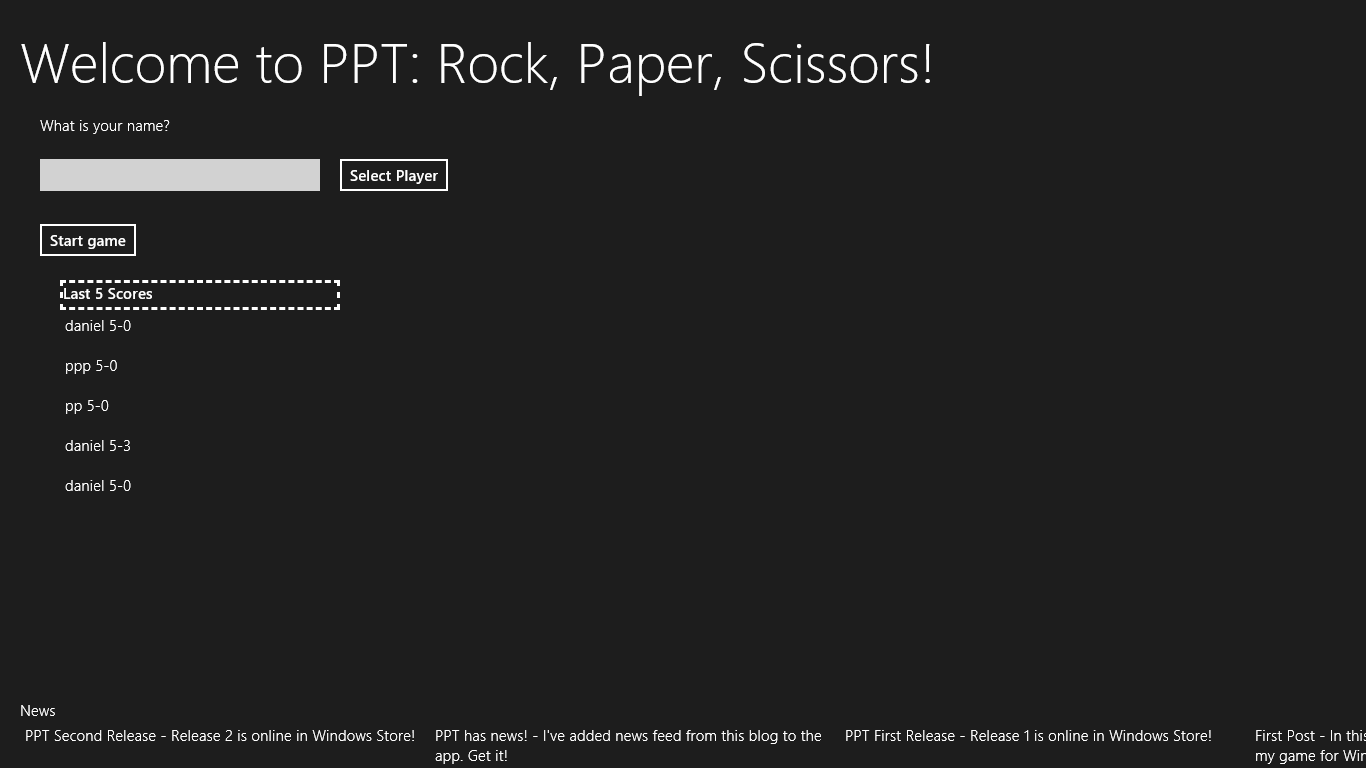 Welcome to PPT: Rock, Paper, Scissors!
What is your name?
Select Player
Start game
Last 5 Scores
daniel 5-0
ppp 5-0
pp 5-0
daniel 5-3
daniel 5-0
News
PPT Second Release - Release 2 is online in Windows Store!
PPT has news! - I've added news feed from this blog to the
app. Get it!
PPT First Release - Release 1 is online in Windows Store!
First Post - In this
my game for